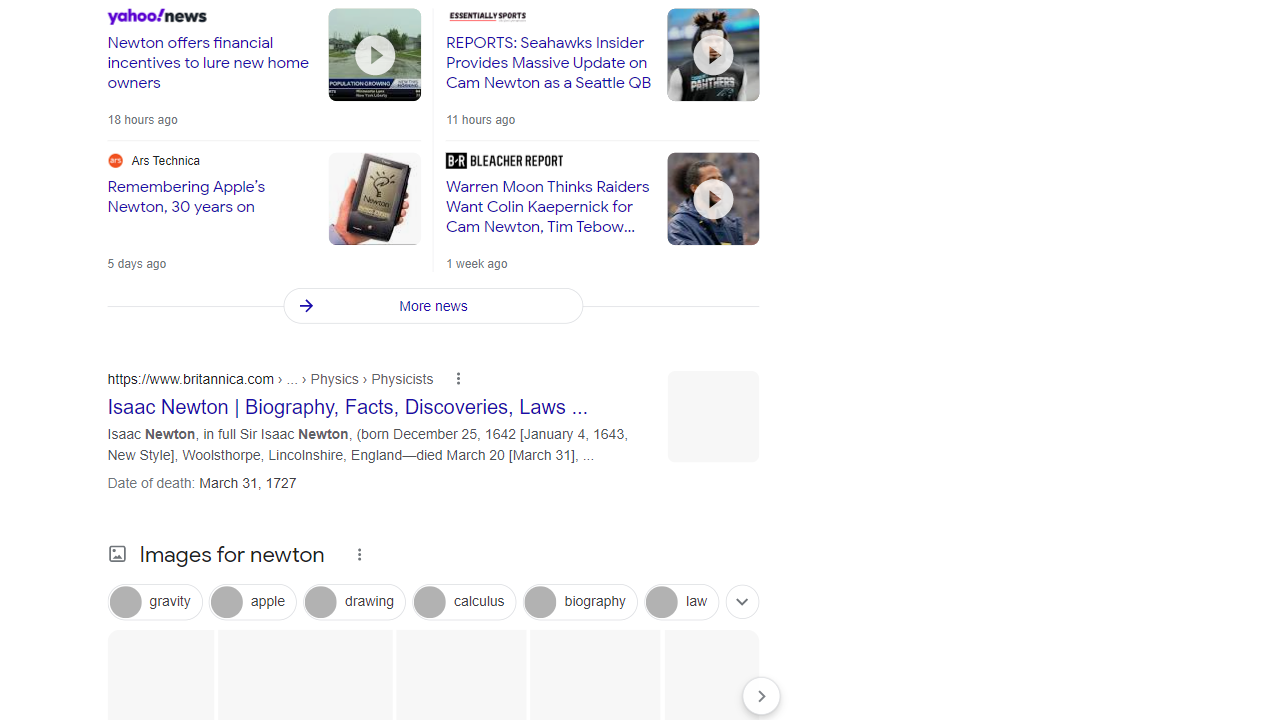 yahoo!news
Newton offers financial
incentives to lure new home
owners
POPULATION GROWING
18 hours ago
ESSENTIALLY SPORTS
REPORTS: Seahawks Insider
Provides Massive Update on
Cam Newton as a Seattle QB
PANTHERS
11 hours ago
ars Ars Technica
Remembering Apple's
Newton, 30 years on
Newton
5 days ago
B/R BLEACHER REPORT
Warren Moon Thinks Raiders
Want Colin Kaepernick for
Cam Newton, Tim Tebow...
1 week ago
More news
https://www.britannica.com › ... › Physics › Physicists
Isaac Newton | Biography, Facts, Discoveries, Laws ...
Isaac Newton, in full Sir Isaac Newton, (born December 25, 1642 [January 4, 1643,
New Style], Woolsthorpe, Lincolnshire, England—died March 20 [March 31], ...
Date of death: March 31, 1727
Images for newton
gravity
apple
drawing
calculus
biography
law